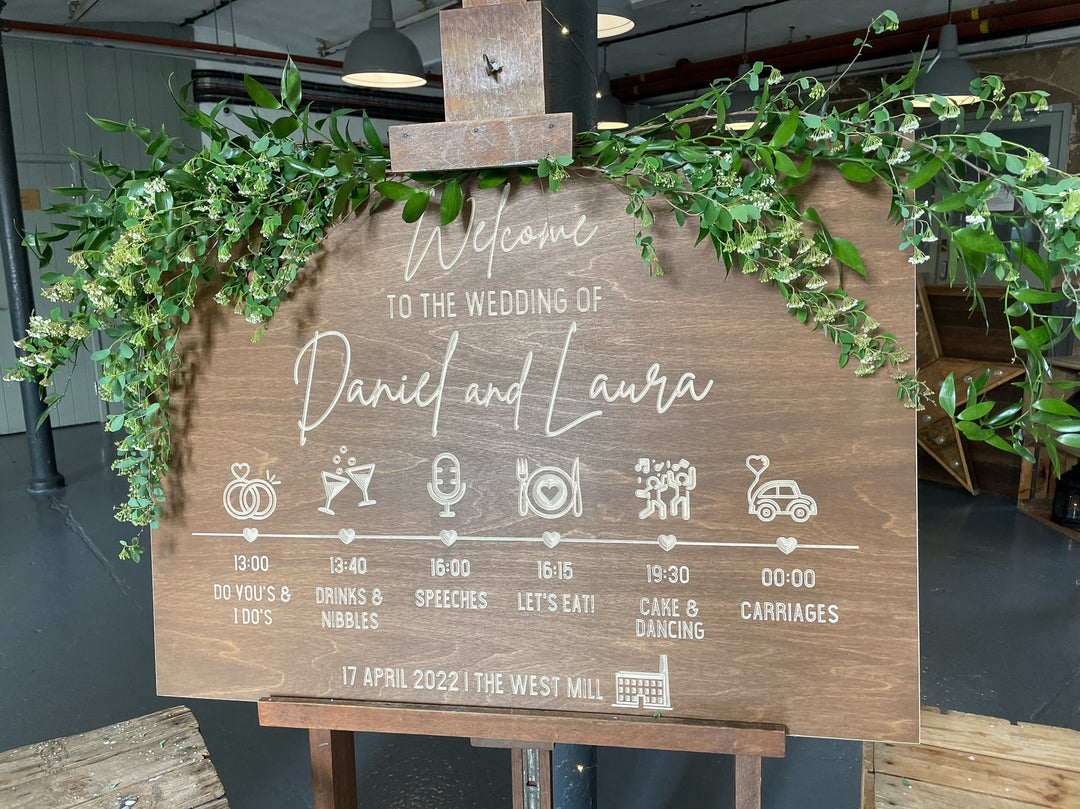 Welcome
TO THE WEDDING OF
Daniel and Laura
13:00
DO YOU'S &
I DO'S
13:40
DRINKS &
NIBBLES
16:00
SPEECHES
16:15
LET'S EAT!
19:30
CAKE &
DANCING
00:00
CARRIAGES
17 APRIL 2022 | THE WEST MILL